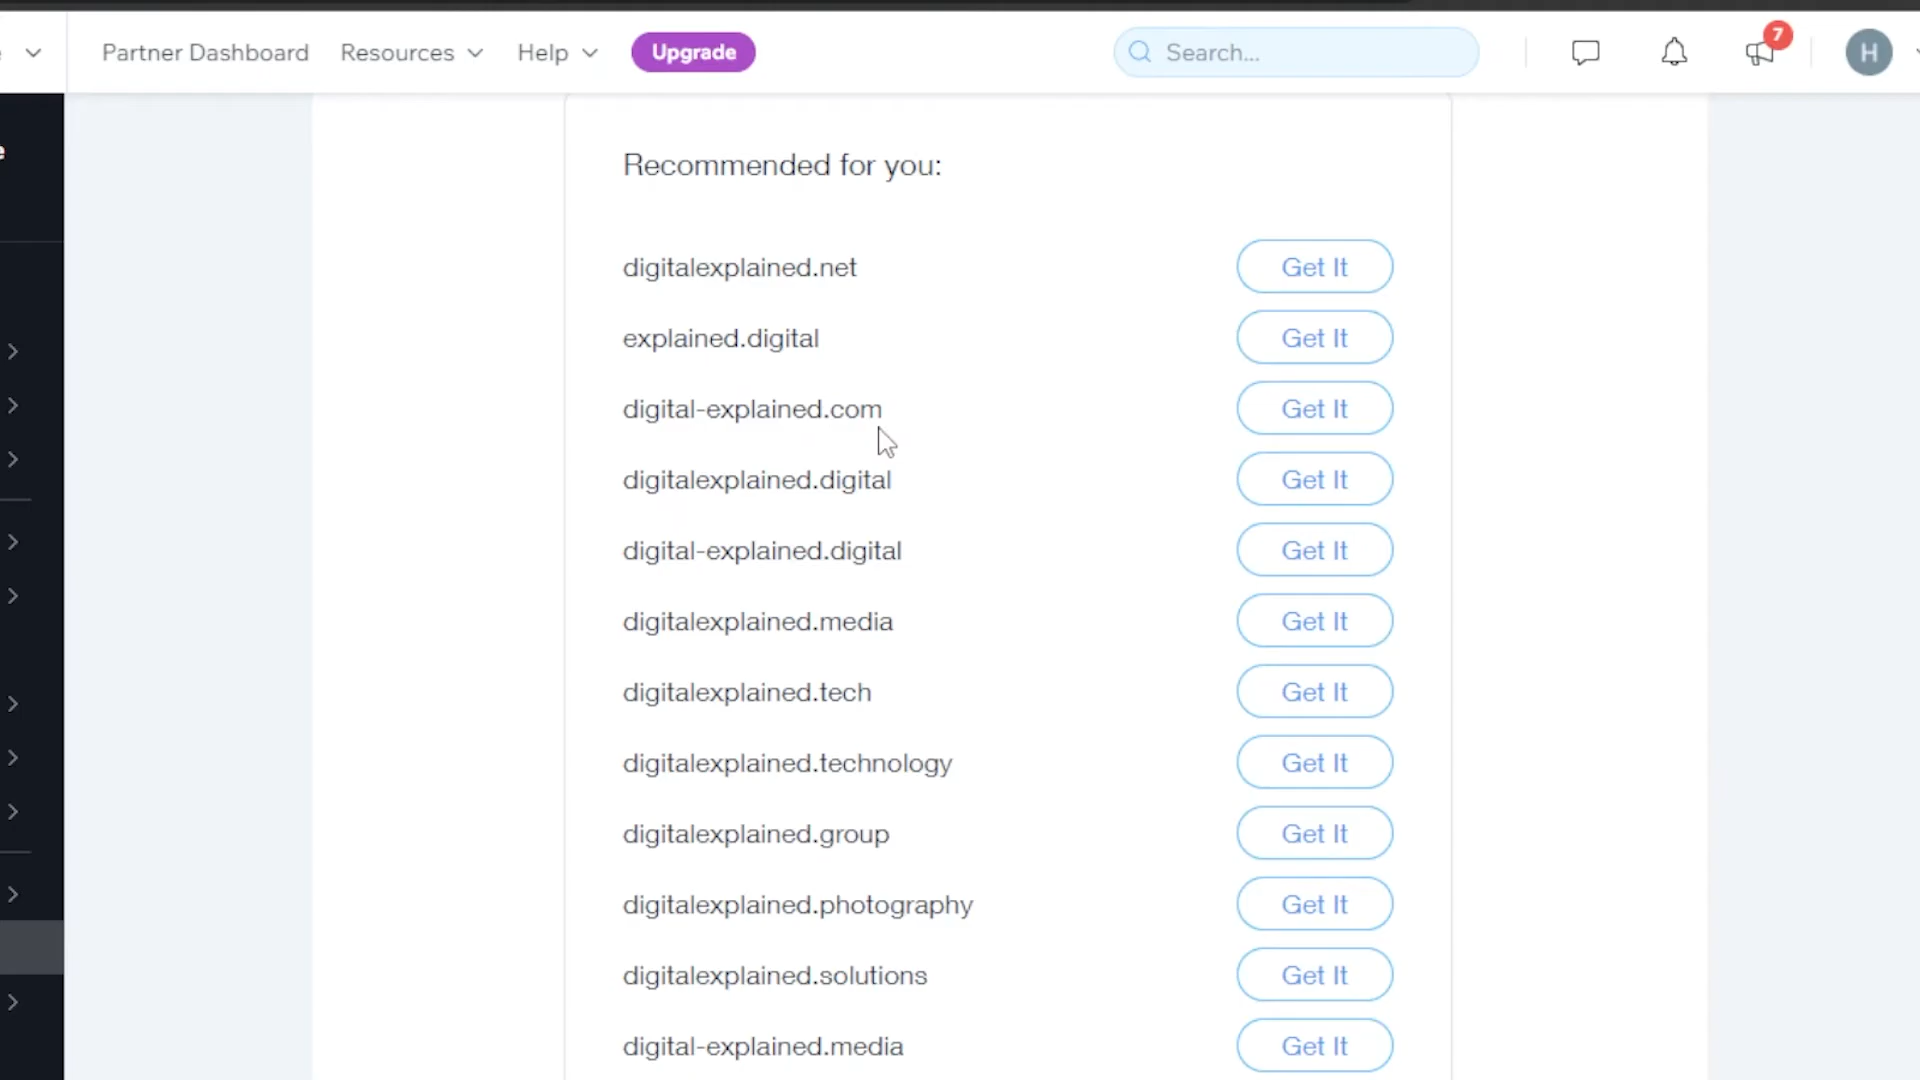 e
Partner Dashboard Resources Help Upgrade Search... 7 H
e
Recommended for you:
digitalexplained.net Get It
explained.digital Get It
digital-explained.com Get It
digitalexplained.digital Get It
digital-explained.digital Get It
digitalexplained.media Get It
digitalexplained.tech Get It
digitalexplained.technology Get It
digitalexplained.group Get It
digitalexplained.photography Get It
digitalexplained.solutions Get It
digital-explained.media Get It